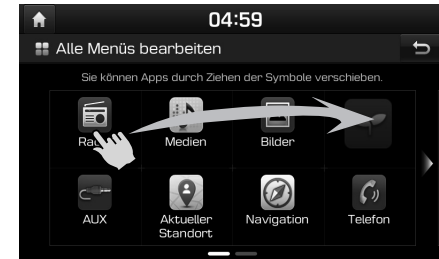 04:59
Alle Menüs bearbeiten
Sie können Apps durch Ziehen der Symbole verschieben.
Medien
Bilder
AUX
Aktueller
Standort
Navigation
Telefon